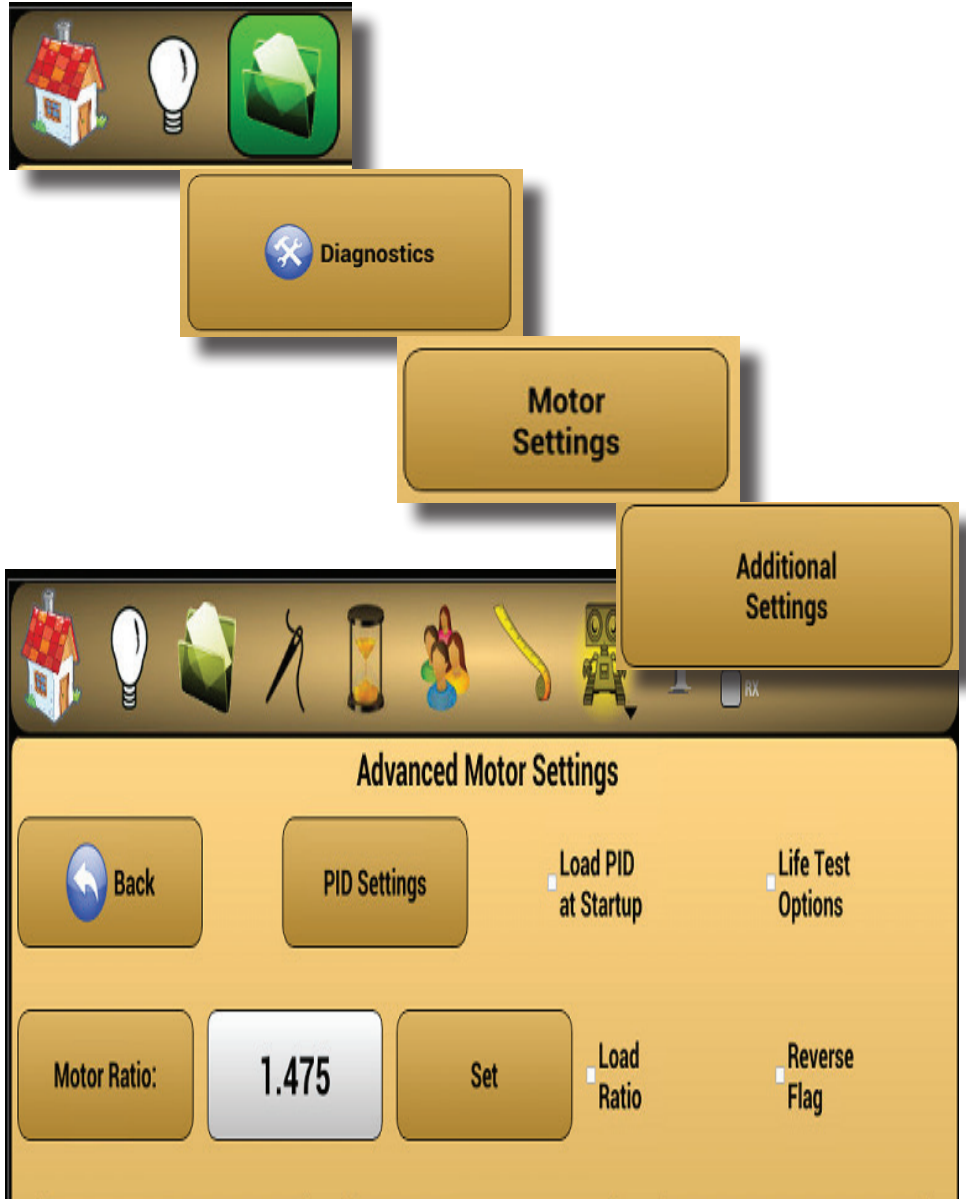 Diagnostics
Motor
Settings
Additional
Settings
RX
Advanced Motor Settings
Back
PID Settings
Load PID
at Startup
Life Test
Options
Motor Ratio:
1.475
Set
Load
Ratio
Reverse
Flag